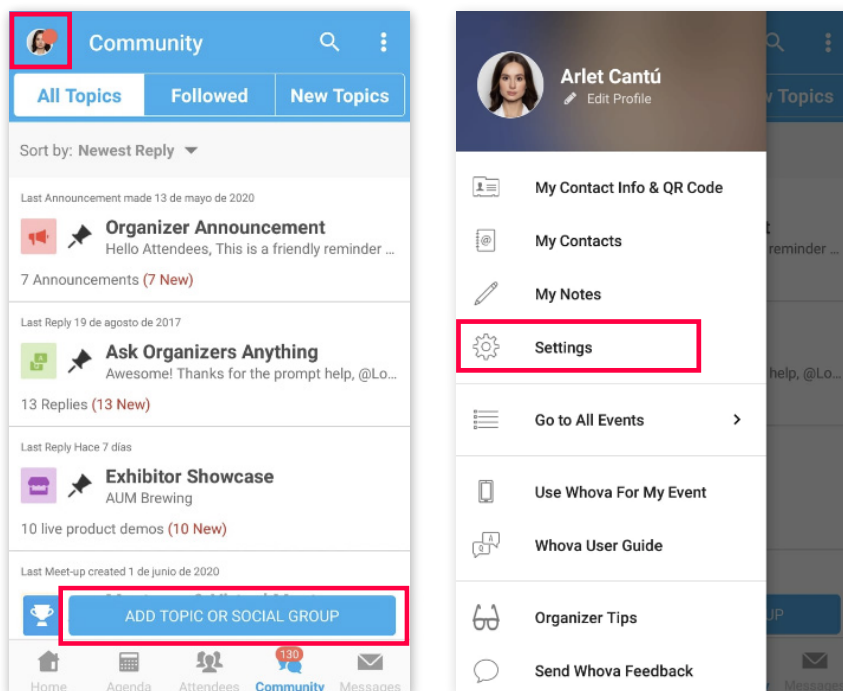 Community
All Topics
Followed
New Topics
Sort by: Newest Reply
Last Announcement made 13 de mayo de 2020
Organizer Announcement
Hello Attendees, This is a friendly reminder ...
7 Announcements (7 New)
Last Reply 19 de agosto de 2017
Ask Organizers Anything
Awesome! Thanks for the prompt help, @Lo...
13 Replies (13 New)
Last Reply Hace 7 días
Exhibitor Showcase
AUM Brewing
10 live product demos (10 New)
Last Meet-up created 1 de junio de 2020
ADD TOPIC OR SOCIAL GROUP
130
Home
Agenda
Attendees
Community
Messages
Arlet Cantú
Edit Profile
My Contact Info & QR Code
My Contacts
My Notes
Settings
Go to All Events
Use Whova For My Event
Whova User Guide
Organizer Tips
Send Whova Feedback
Topics
reminder ...
help, @Lo...
UP
Messages